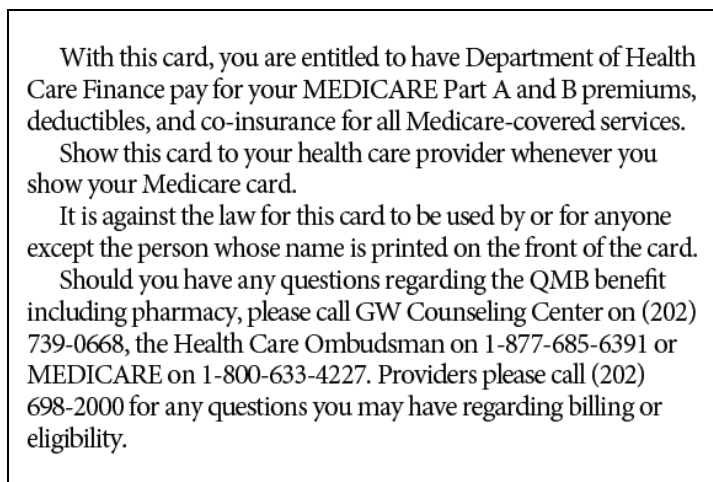 With this card, you are entitled to have Department of Health
Care Finance pay for your MEDICARE Part A and B premiums,
deductibles, and co-insurance for all Medicare-covered services.
Show this card to your health care provider whenever you
show your Medicare card.
It is against the law for this card to be used by or for anyone
except the person whose name is printed on the front of the card.
Should you have any questions regarding the QMB benefit
including pharmacy, please call GW Counseling Center on (202)
739-0668, the Health Care Ombudsman on 1-877-685-6391 or
MEDICARE on 1-800-633-4227. Providers please call (202)
698-2000 for any questions you may have regarding billing or
eligibility.